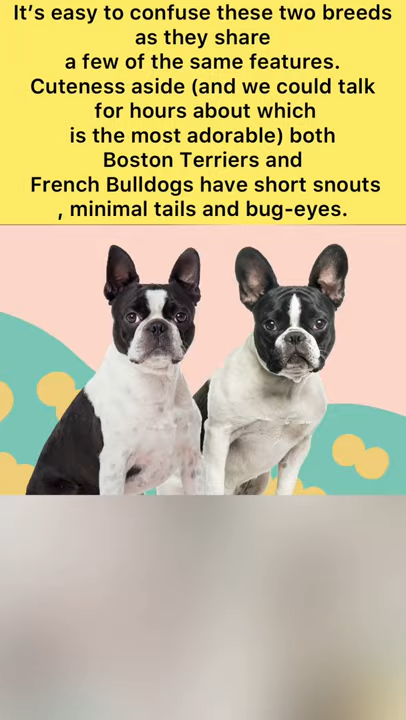 It’s easy to confuse these two breeds
as they share
a few of the same features.
Cuteness aside (and we could talk
for hours about which
is the most adorable) both
Boston Terriers and
French Bulldogs have short snouts
, minimal tails and bug-eyes.